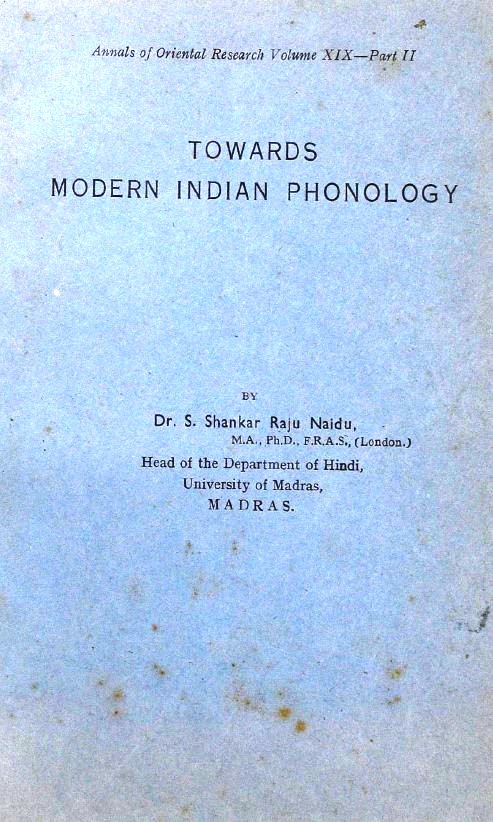 Annals of Oriental Research Volume XIX—Part II
TOWARDS
MODERN INDIAN PHONOLOGY
BY
Dr. S. Shankar Raju Naidu,
M.A., Ph.D., F.R.A.S., (London.)
Head of the Department of Hindi,
University of Madras,
MADRAS.